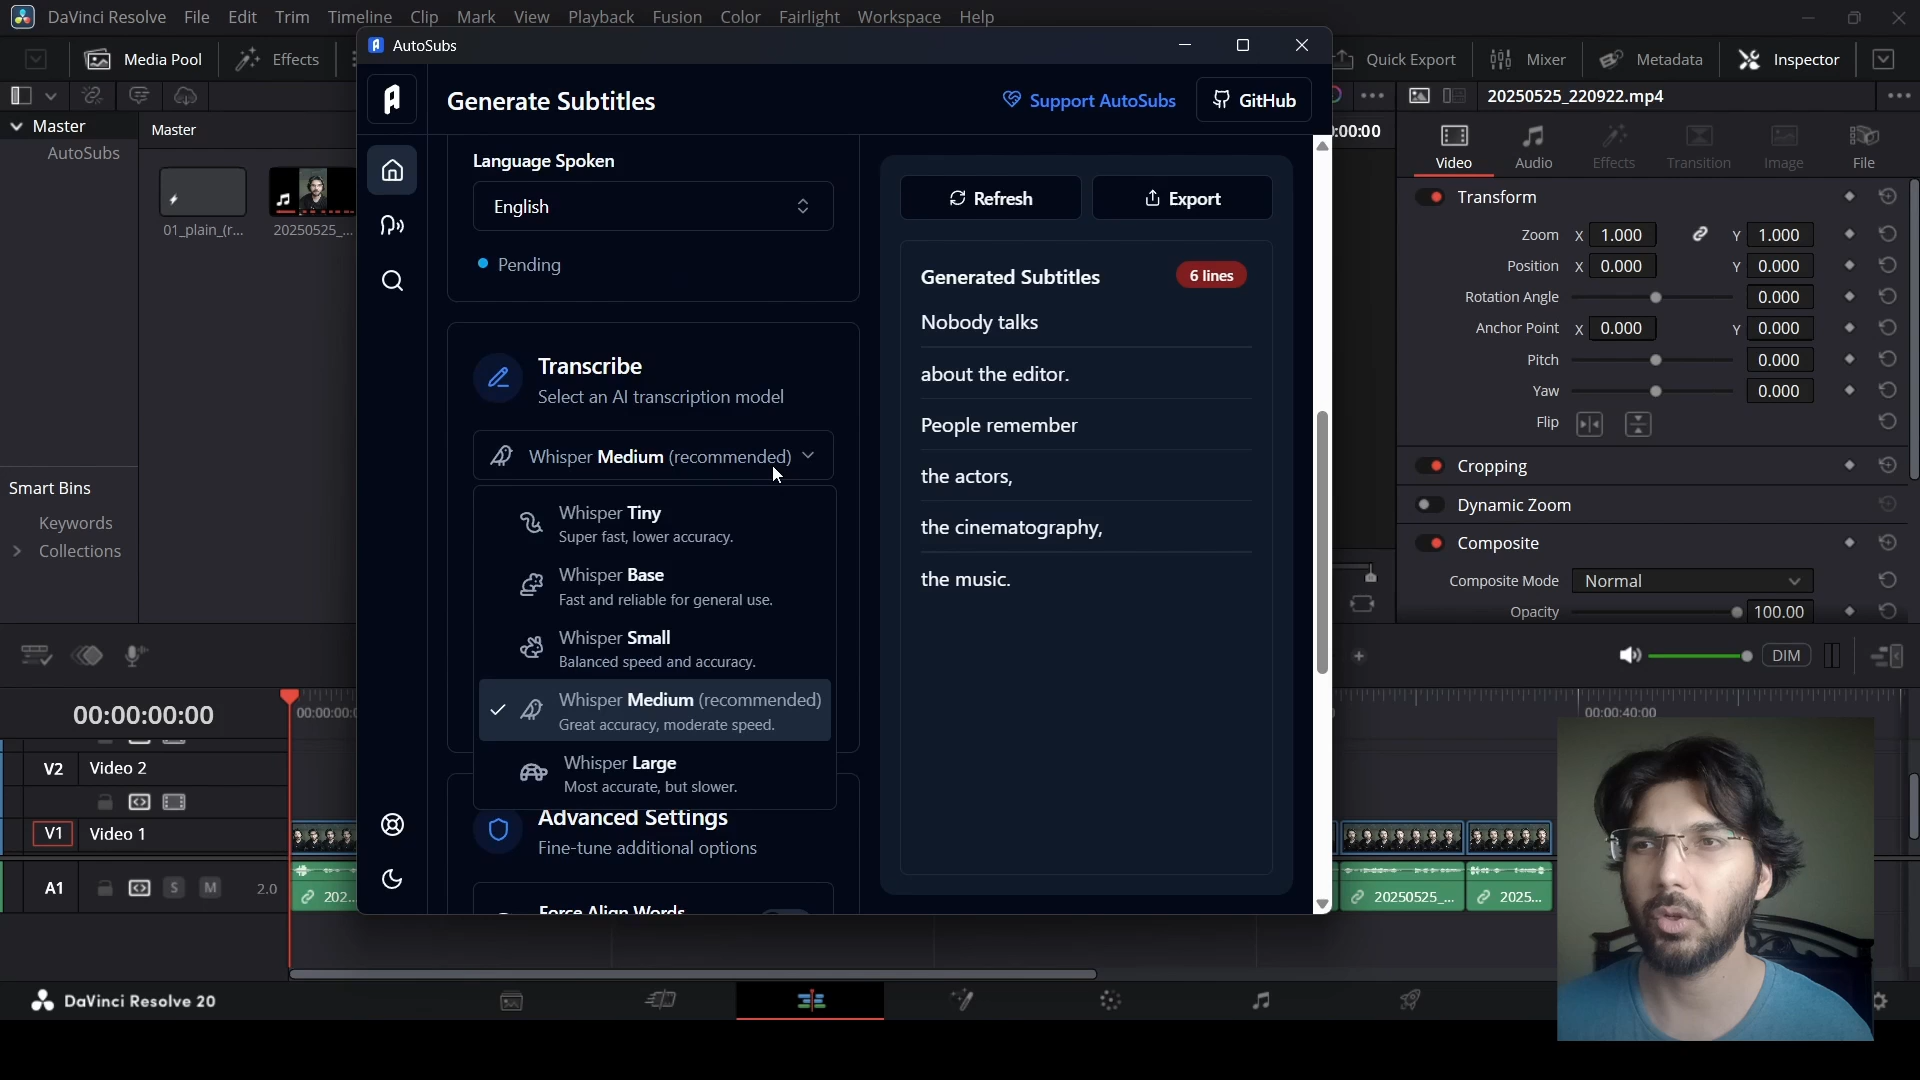 DaVinci Resolve File Edit Trim Timeline Clip Mark View Playback Fusion Color Fairlight Workspace Help
Media Pool Effects
Quick Export Mixer Metadata Inspector
AutoSubs
Generate Subtitles
Support AutoSubs
GitHub
Master
AutoSubs
Master
01_plain_(r...
20250525_...
Smart Bins
Keywords
Collections
Language Spoken
English
Pending
Transcribe
Select an AI transcription model
Whisper Medium (recommended)
Whisper Tiny
Super fast, lower accuracy.
Whisper Base
Fast and reliable for general use.
Whisper Small
Balanced speed and accuracy.
Whisper Medium (recommended)
Great accuracy, moderate speed.
Whisper Large
Most accurate, but slower.
Advanced Settings
Fine-tune additional options
Force Align Words
Refresh
Export
Generated Subtitles
6 lines
Nobody talks
about the editor.
People remember
the actors,
the cinematography,
the music.
:00:00
20250525_220922.mp4
Video Audio Effects Transition Image File
Transform
Zoom X 1.000 Y 1.000
Position X 0.000 Y 0.000
Rotation Angle 0.000
Anchor Point X 0.000 Y 0.000
Pitch 0.000
Yaw 0.000
Flip
Cropping
Dynamic Zoom
Composite
Composite Mode Normal
Opacity 100.00
DIM
00:00:00:00
00:00:00:
00:00:40:00
V2 Video 2
V1 Video 1
A1 S M 2.0
202...
20250525_...
2025...
DaVinci Resolve 20